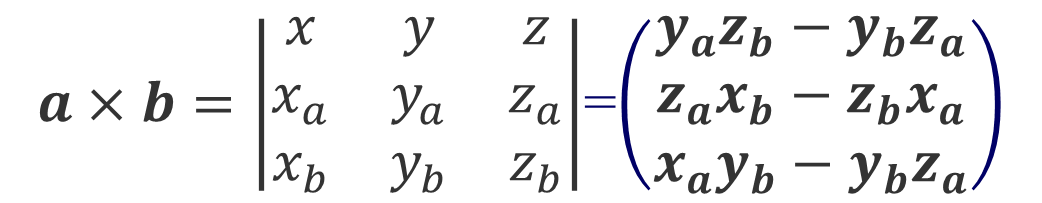 a × b = | x y z | = ( y_a z_b − y_b z_a )
| x_a y_a z_a | ( z_a x_b − z_b x_a )
| x_b y_b z_b | ( x_a y_b − y_b z_a )